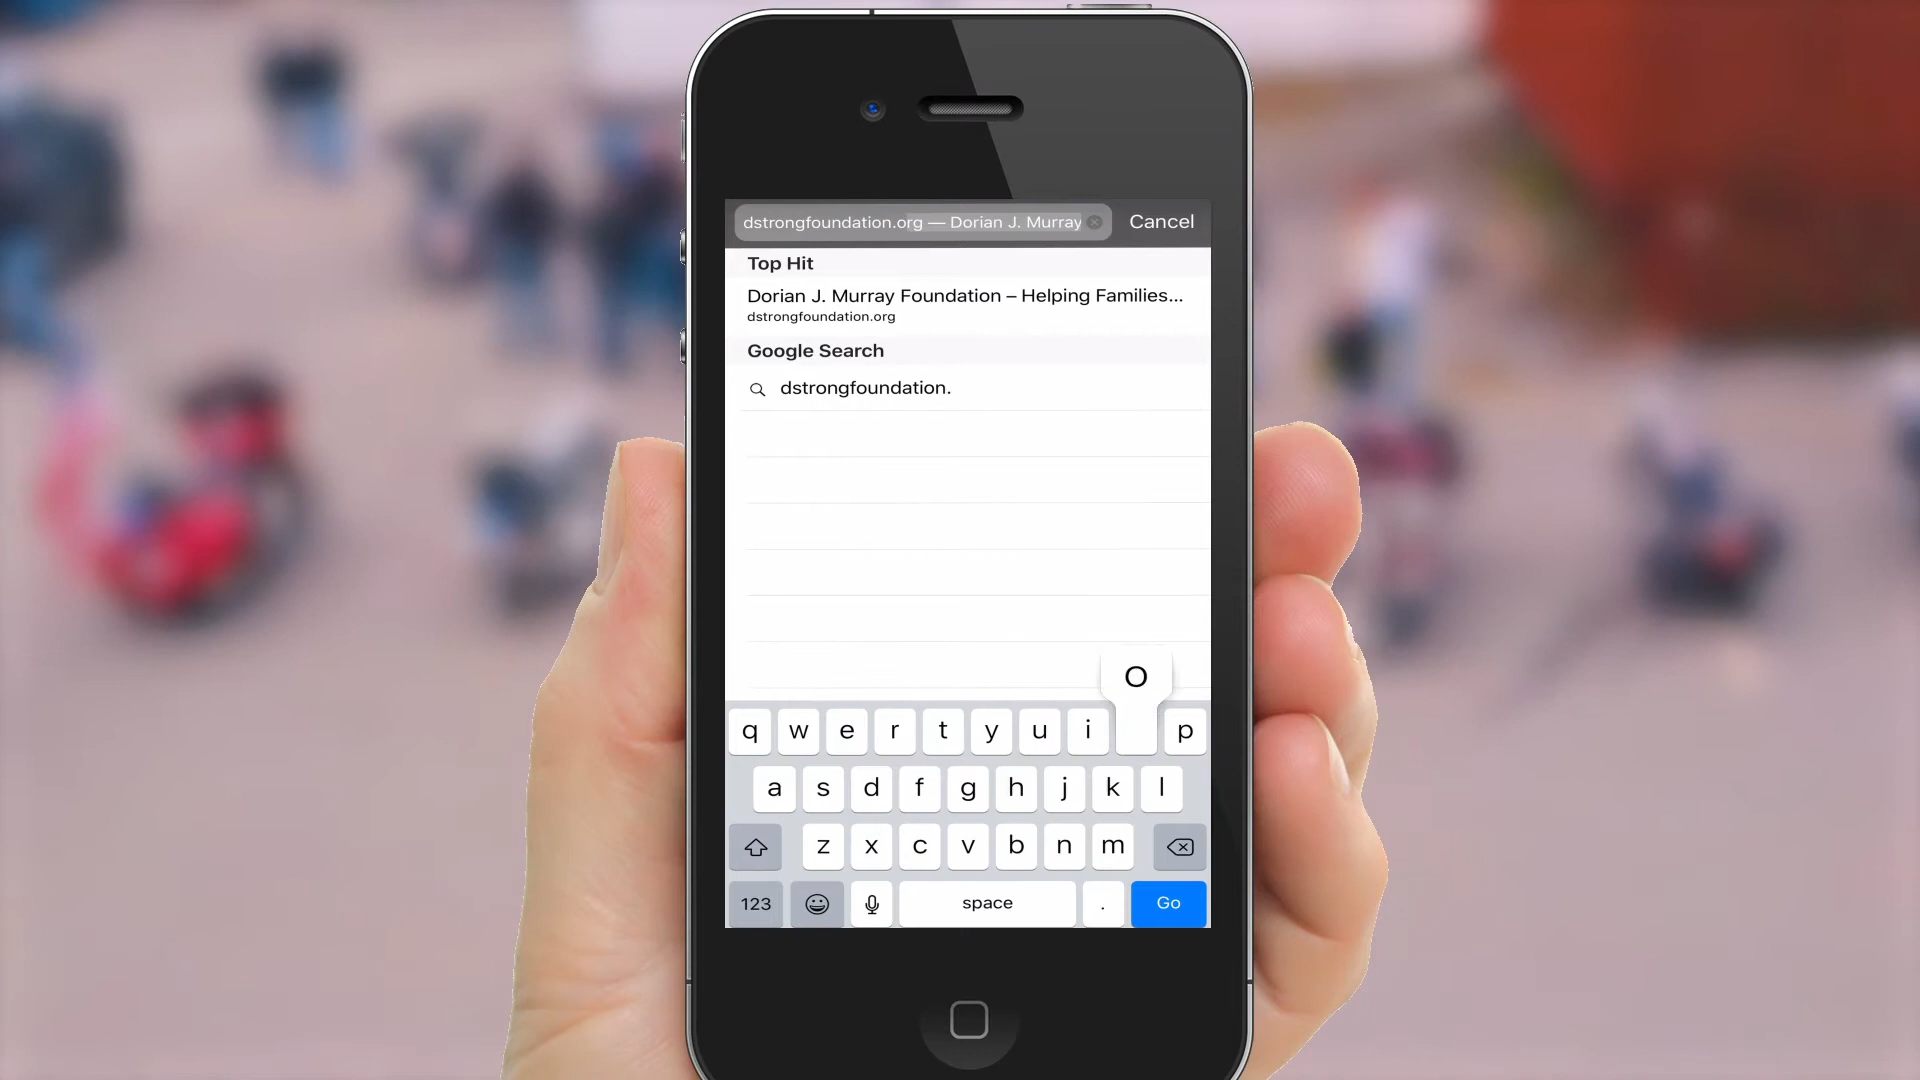 dstrongfoundation.org — Dorian J. Murray
Cancel
Top Hit
Dorian J. Murray Foundation – Helping Families...
dstrongfoundation.org
Google Search
dstrongfoundation.
O
q w e r t y u i p
a s d f g h j k l
z x c v b n m
123 space . Go